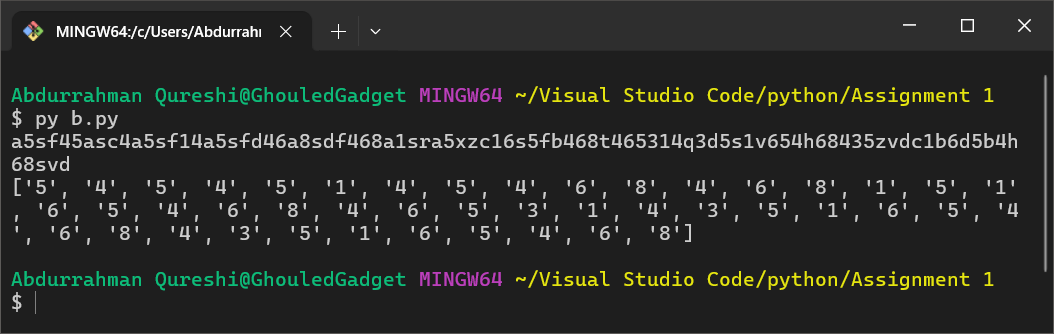 MINGW64:/c/Users/Abdurrahr
Abdurrahman Qureshi@GhouledGadget MINGW64 ~/Visual Studio Code/python/Assignment 1
$ py b.py
a5sf45asc4a5sf14a5sfd46a8sdf468a1sra5xzc16s5fb468t465314q3d5s1v654h68435zvdc1b6d5b4h
68svd
['5', '4', '5', '4', '5', '1', '4', '5', '4', '6', '8', '4', '6', '8', '1', '5', '1'
, '6', '5', '4', '6', '8', '4', '6', '5', '3', '1', '4', '3', '5', '1', '6', '5', '4
', '6', '8', '4', '3', '5', '1', '6', '5', '4', '6', '8']
Abdurrahman Qureshi@GhouledGadget MINGW64 ~/Visual Studio Code/python/Assignment 1
$